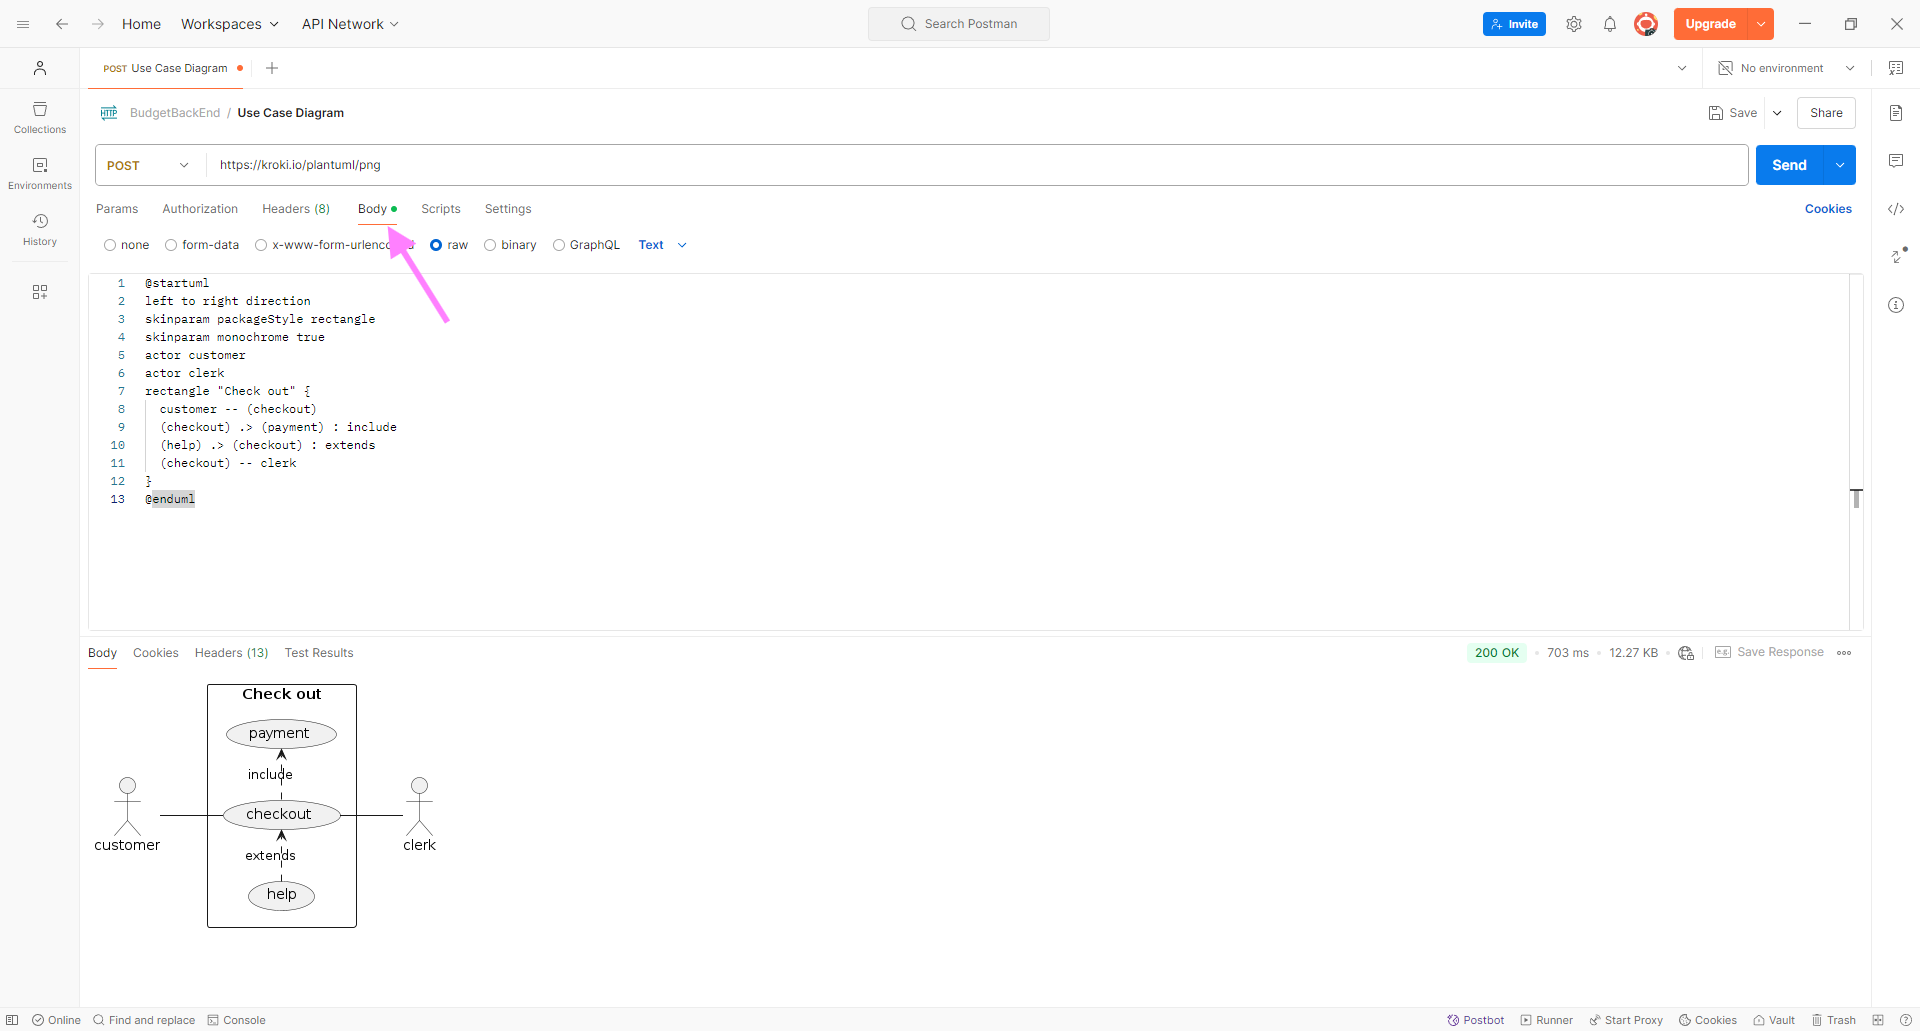 Home Workspaces API Network Search Postman Invite Upgrade
POST Use Case Diagram No environment
HTTP BudgetBackEnd / Use Case Diagram Save Share
Collections
POST https://kroki.io/plantuml/png Send
Environments
Params Authorization Headers (8) Body Scripts Settings Cookies
History
none form-data x-www-form-urlenc d raw binary GraphQL Text
1 @startuml
2 left to right direction
3 skinparam packageStyle rectangle
4 skinparam monochrome true
5 actor customer
6 actor clerk
7 rectangle "Check out" {
8 customer -- (checkout)
9 (checkout) .> (payment) : include
10 (help) .> (checkout) : extends
11 (checkout) -- clerk
12 }
13 @enduml
Body Cookies Headers (13) Test Results 200 OK • 703 ms • 12.27 KB e.g. Save Response
Check out
payment
include
checkout
customer
clerk
extends
help
Online Find and replace Console Postbot Runner Start Proxy Cookies Vault Trash